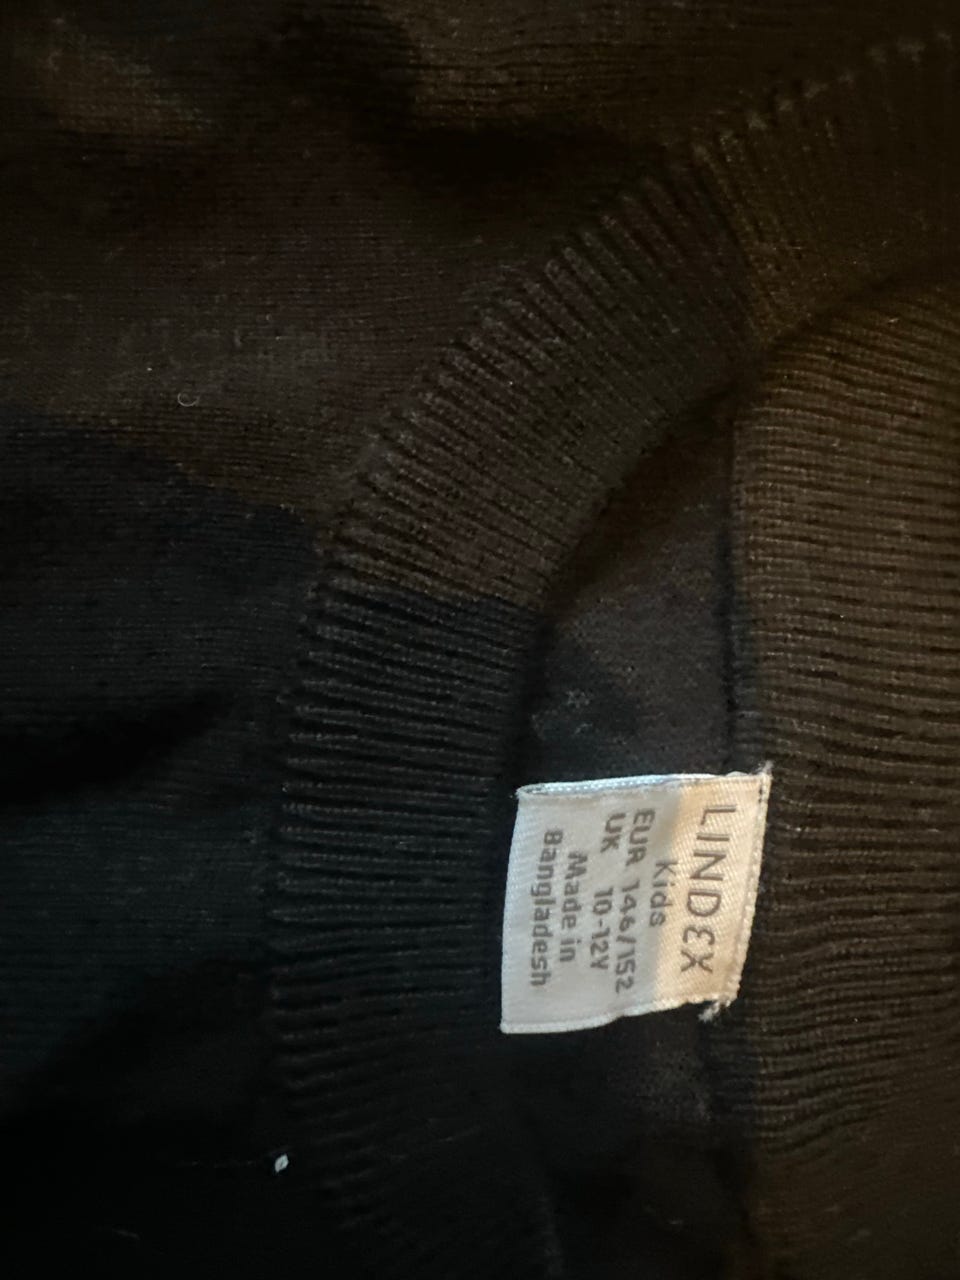 LINDEX
Kids
EUR 146/152
UK 10-12Y
Made in
Bangladesh